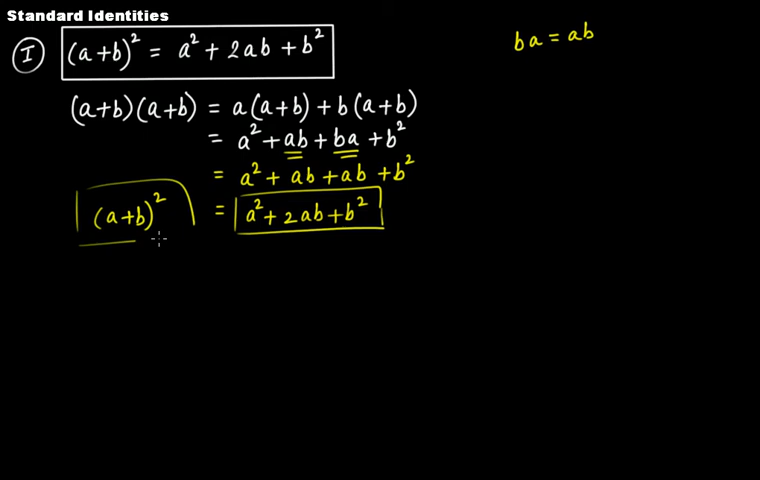 Standard Identities
I (a+b)² = a² + 2ab + b²
ba = ab
(a+b)(a+b) = a(a+b) + b(a+b)
= a² + ab + ba + b²
= a² + ab + ab + b²
(a+b)² = a² + 2ab + b²